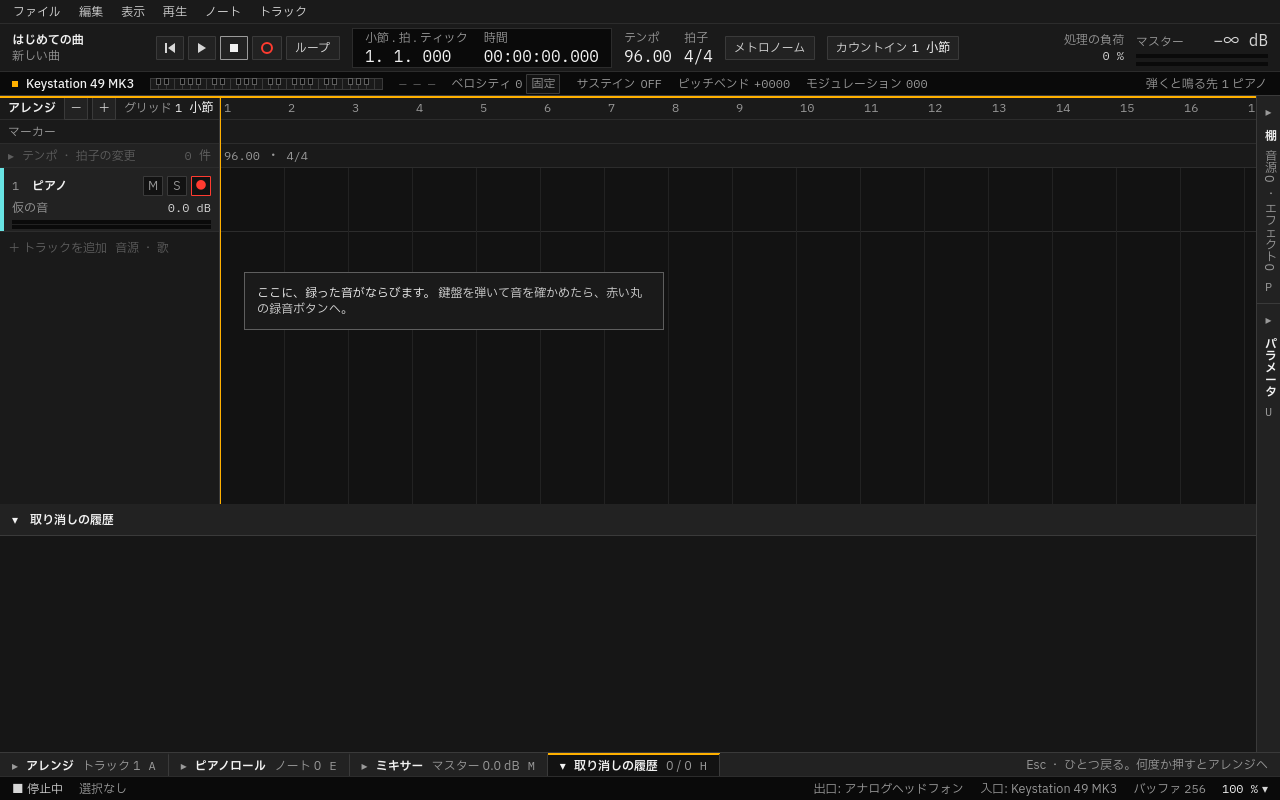 ファイル 編集 表示 再生 ノート トラック
はじめての曲
新しい曲
ループ
小節 . 拍 . ティック 時間
1. 1. 000 00:00:00.000
テンポ 拍子
96.00 4/4
メトロノーム
カウントイン 1 小節
処理の負荷
0 %
マスター −∞ dB
Keystation 49 MK3 – – – ベロシティ 0 固定 サステイン OFF ピッチベンド +0000 モジュレーション 000 弾くと鳴る先 1 ピアノ
アレンジ − + グリッド 1 小節
1 2 3 4 5 6 7 8 9 10 11 12 13 14 15 16
マーカー
▸ テンポ · 拍子の変更 0 件
96.00 · 4/4
1 ピアノ M S
仮の音 0.0 dB
+ トラックを追加 音源 · 歌
ここに、録った音がならびます。 鍵盤を弾いて音を確かめたら、赤い丸
の録音ボタンへ。
▸ 棚 音源 0 · エフェクト 0 P
▸ パラメータ U
▾ 取り消しの履歴
▸ アレンジ トラック 1 A
▸ ピアノロール ノート 0 E
▸ ミキサー マスター 0.0 dB M
▾ 取り消しの履歴 0 / 0 H
Esc · ひとつ戻る。何度か押すとアレンジへ
■ 停止中 選択なし
出口: アナログヘッドフォン 入口: Keystation 49 MK3 バッファ 256 100 % ▾